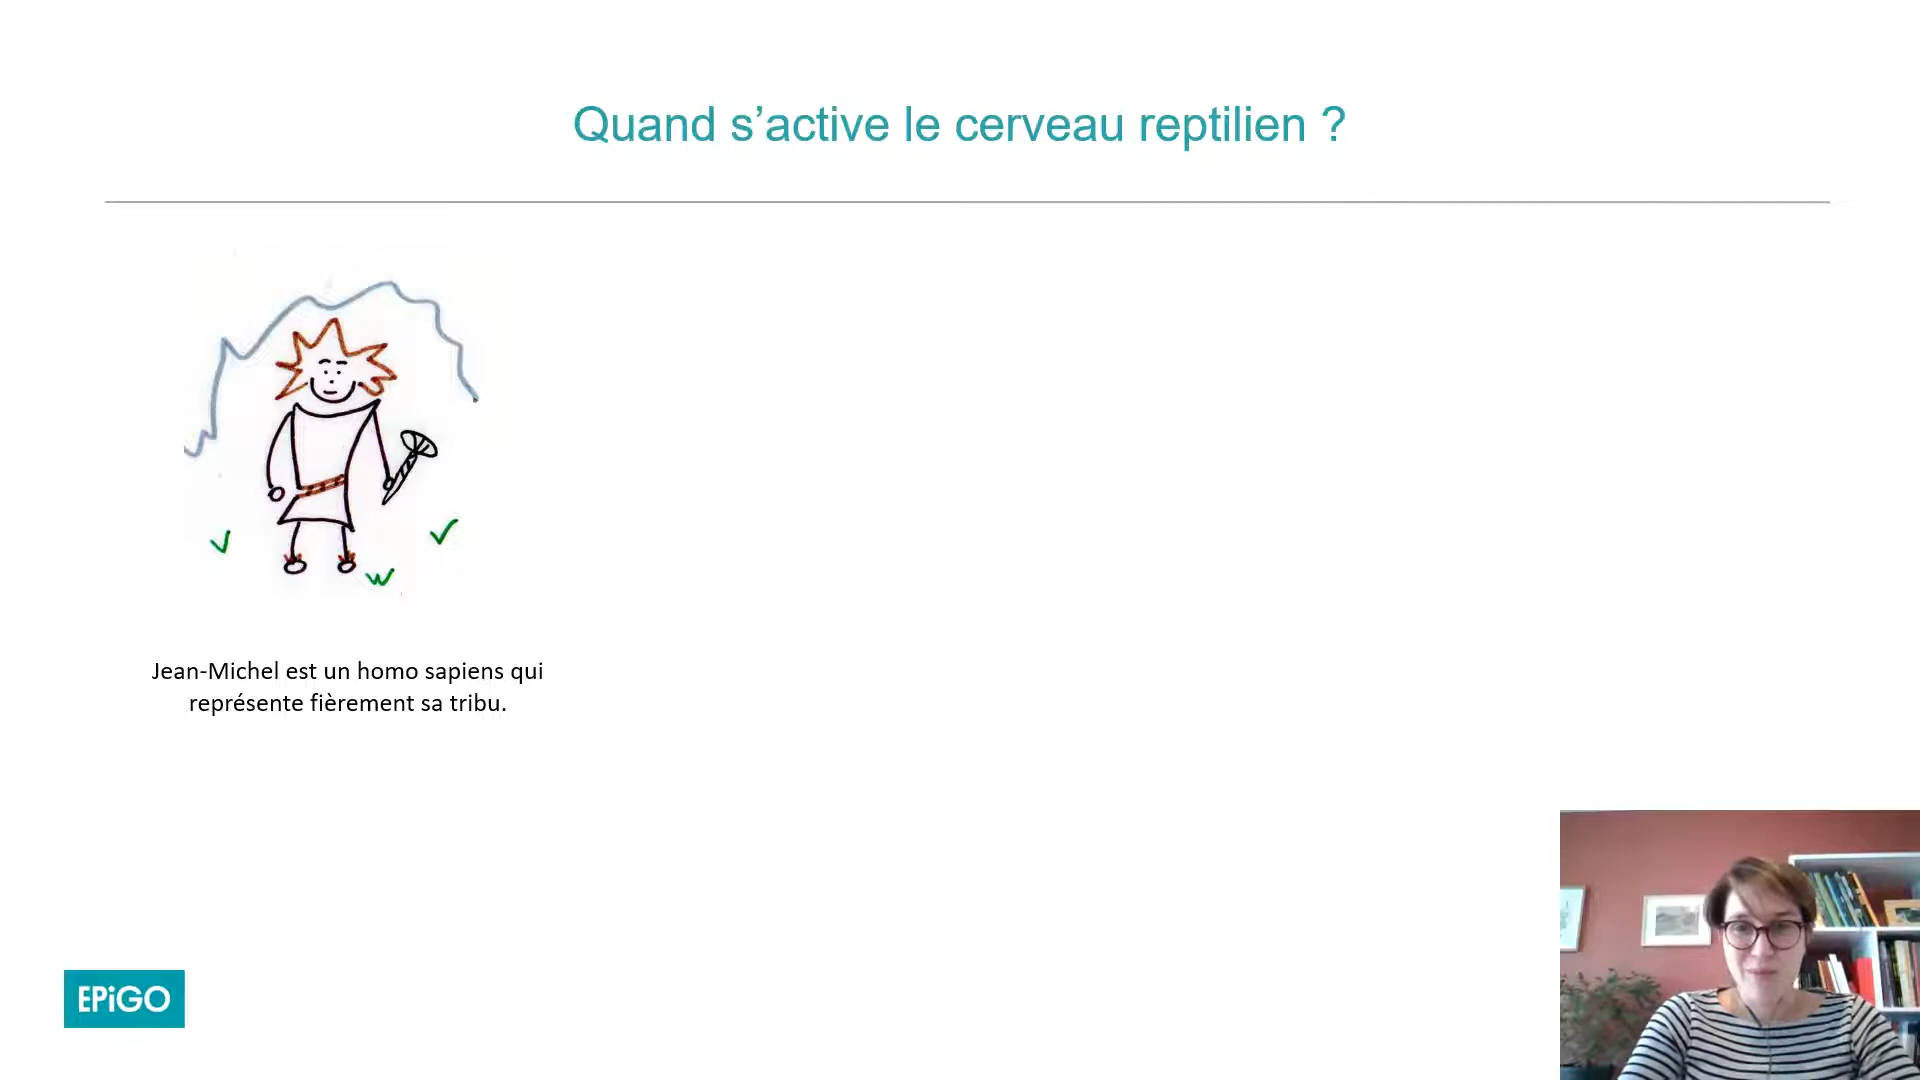 Quand s’active le cerveau reptilien ?
Jean-Michel est un homo sapiens qui
représente fièrement sa tribu.
EPiGO